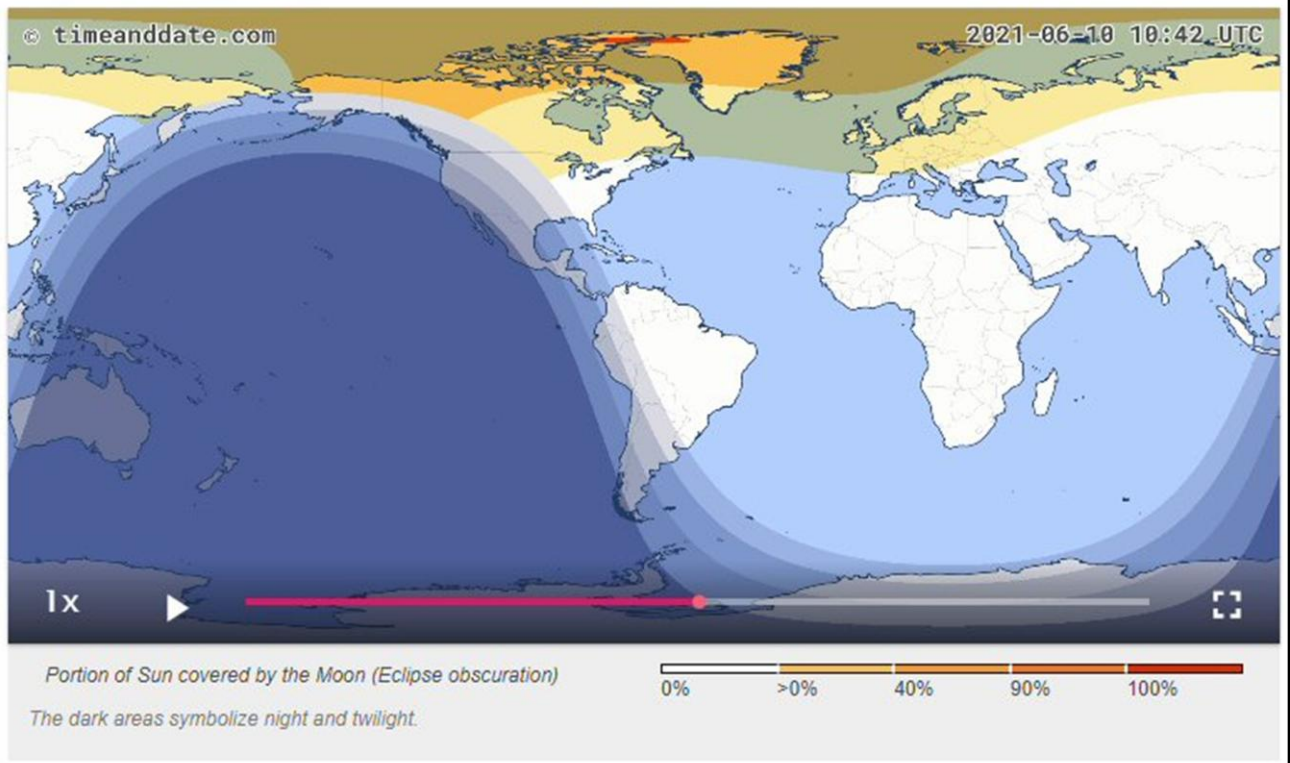 © timeanddate.com
2021-06-10 10:42 UTC
1x
Portion of Sun covered by the Moon (Eclipse obscuration)
0% >0% 40% 90% 100%
The dark areas symbolize night and twilight.